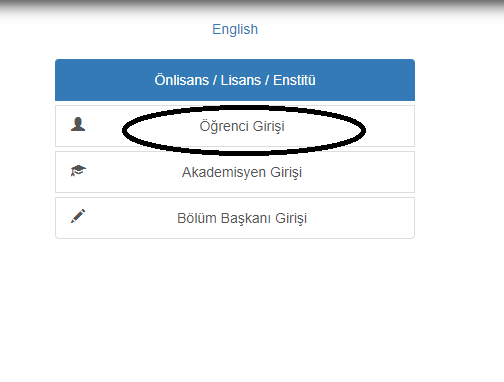 English
Önlisans / Lisans / Enstitü
Öğrenci Girişi
Akademisyen Girişi
Bölüm Başkanı Girişi